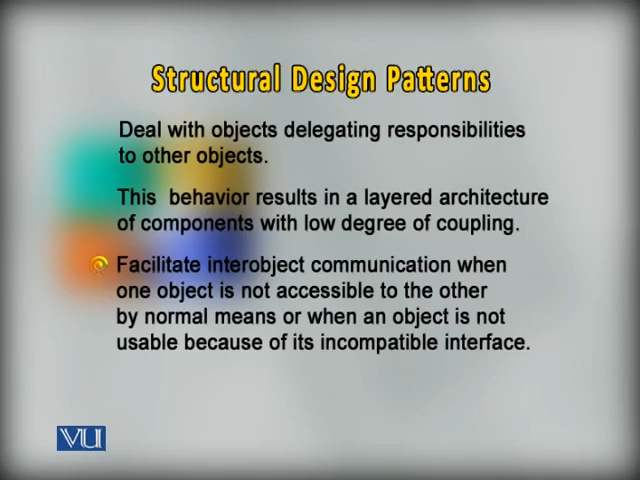 Structural Design Patterns
Deal with objects delegating responsibilities
to other objects.
This behavior results in a layered architecture
of components with low degree of coupling.
Facilitate interobject communication when
one object is not accessible to the other
by normal means or when an object is not
usable because of its incompatible interface.
VU